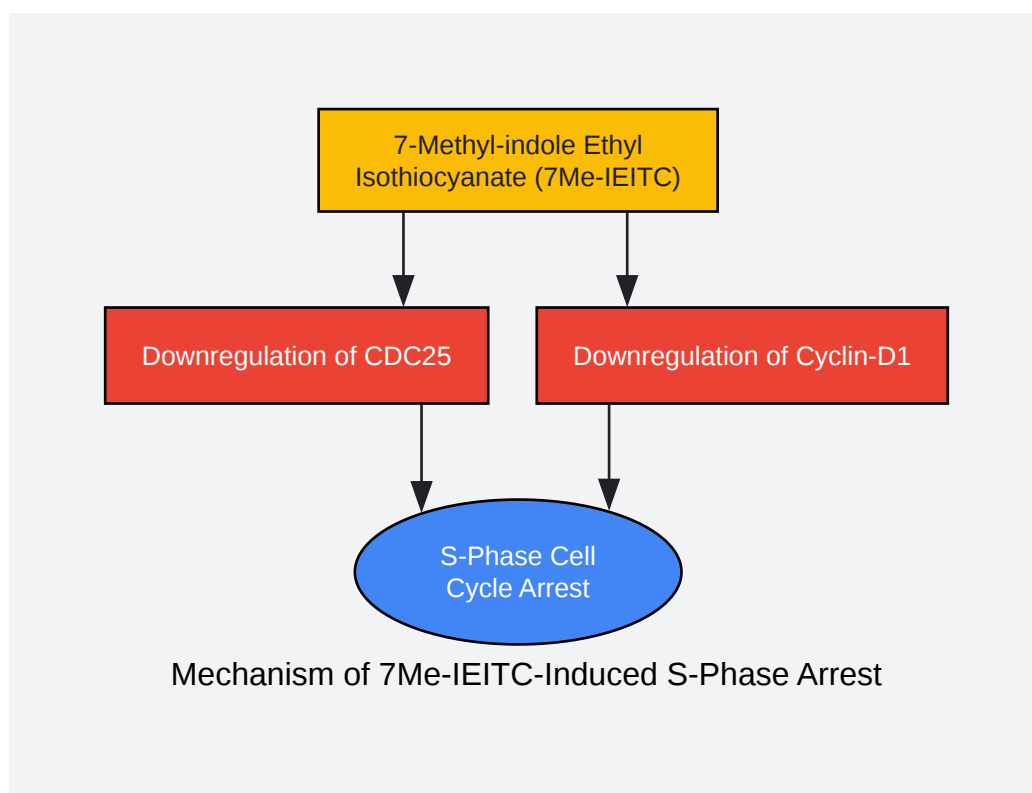 7-Methyl-indole Ethyl
Isothiocyanate (7Me-IEITC)
Downregulation of CDC25
Downregulation of Cyclin-D1
S-Phase Cell
Cycle Arrest
Mechanism of 7Me-IEITC-Induced S-Phase Arrest